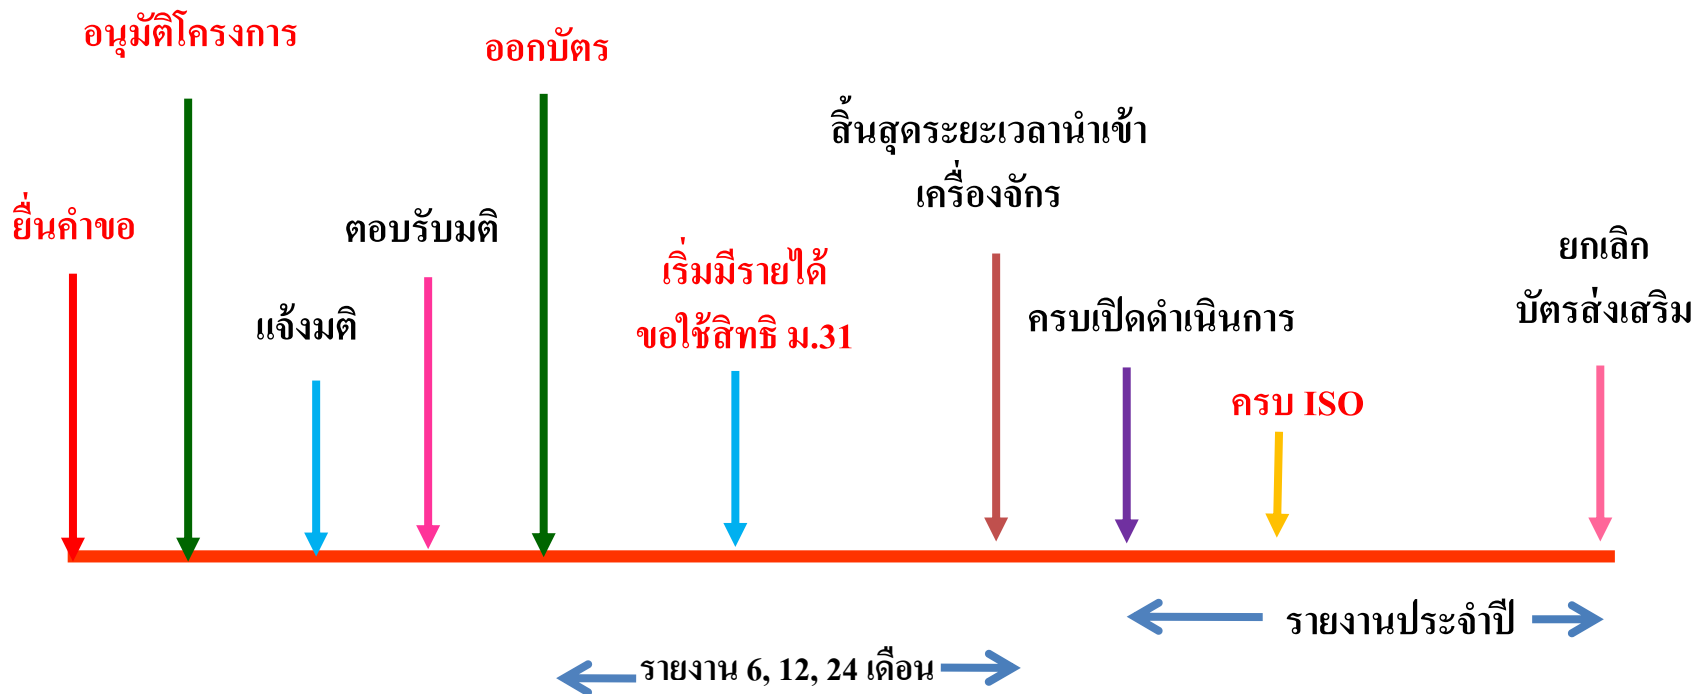 อนุมัติโครงการ
ออกบัตร
สิ้นสุดระยะเวลานำเข้า
เครื่องจักร
ยื่นคำขอ
ตอบรับมติ
แจ้งมติ
เริ่มมีรายได้
ขอใช้สิทธิ ม.31
ครบเปิดดำเนินการ
ครบ ISO
ยกเลิก
บัตรส่งเสริม
รายงานประจำปี
รายงาน 6, 12, 24 เดือน